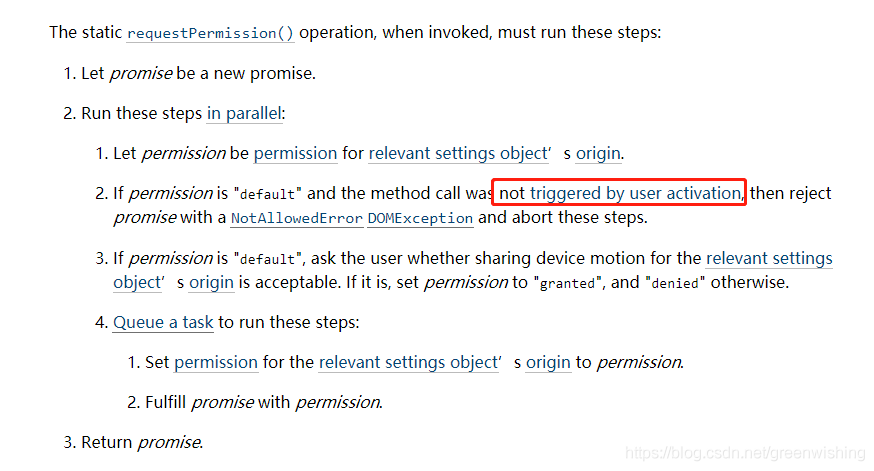 The static requestPermission() operation, when invoked, must run these steps:
1. Let promise be a new promise.
2. Run these steps in parallel:
1. Let permission be permission for relevant settings object’s origin.
2. If permission is "default" and the method call was not triggered by user activation, then reject
promise with a NotAllowedError DOMException and abort these steps.
3. If permission is "default", ask the user whether sharing device motion for the relevant settings
object’s origin is acceptable. If it is, set permission to "granted", and "denied" otherwise.
4. Queue a task to run these steps:
1. Set permission for the relevant settings object’s origin to permission.
2. Fulfill promise with permission.
3. Return promise.
https://blog.csdn.net/greenwishing